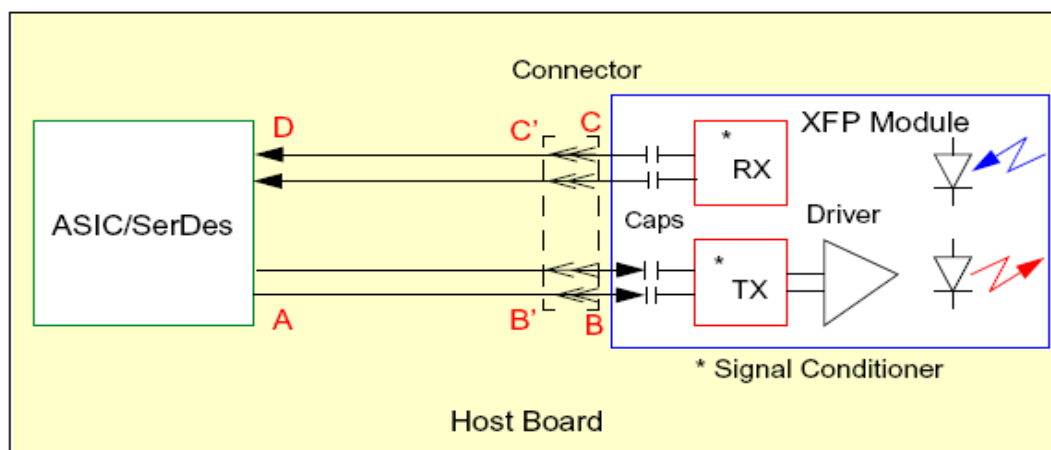 Connector
XFP Module
D
C'
C
* RX
ASIC/SerDes
Caps
Driver
* TX
A
B'
B
* Signal Conditioner
Host Board